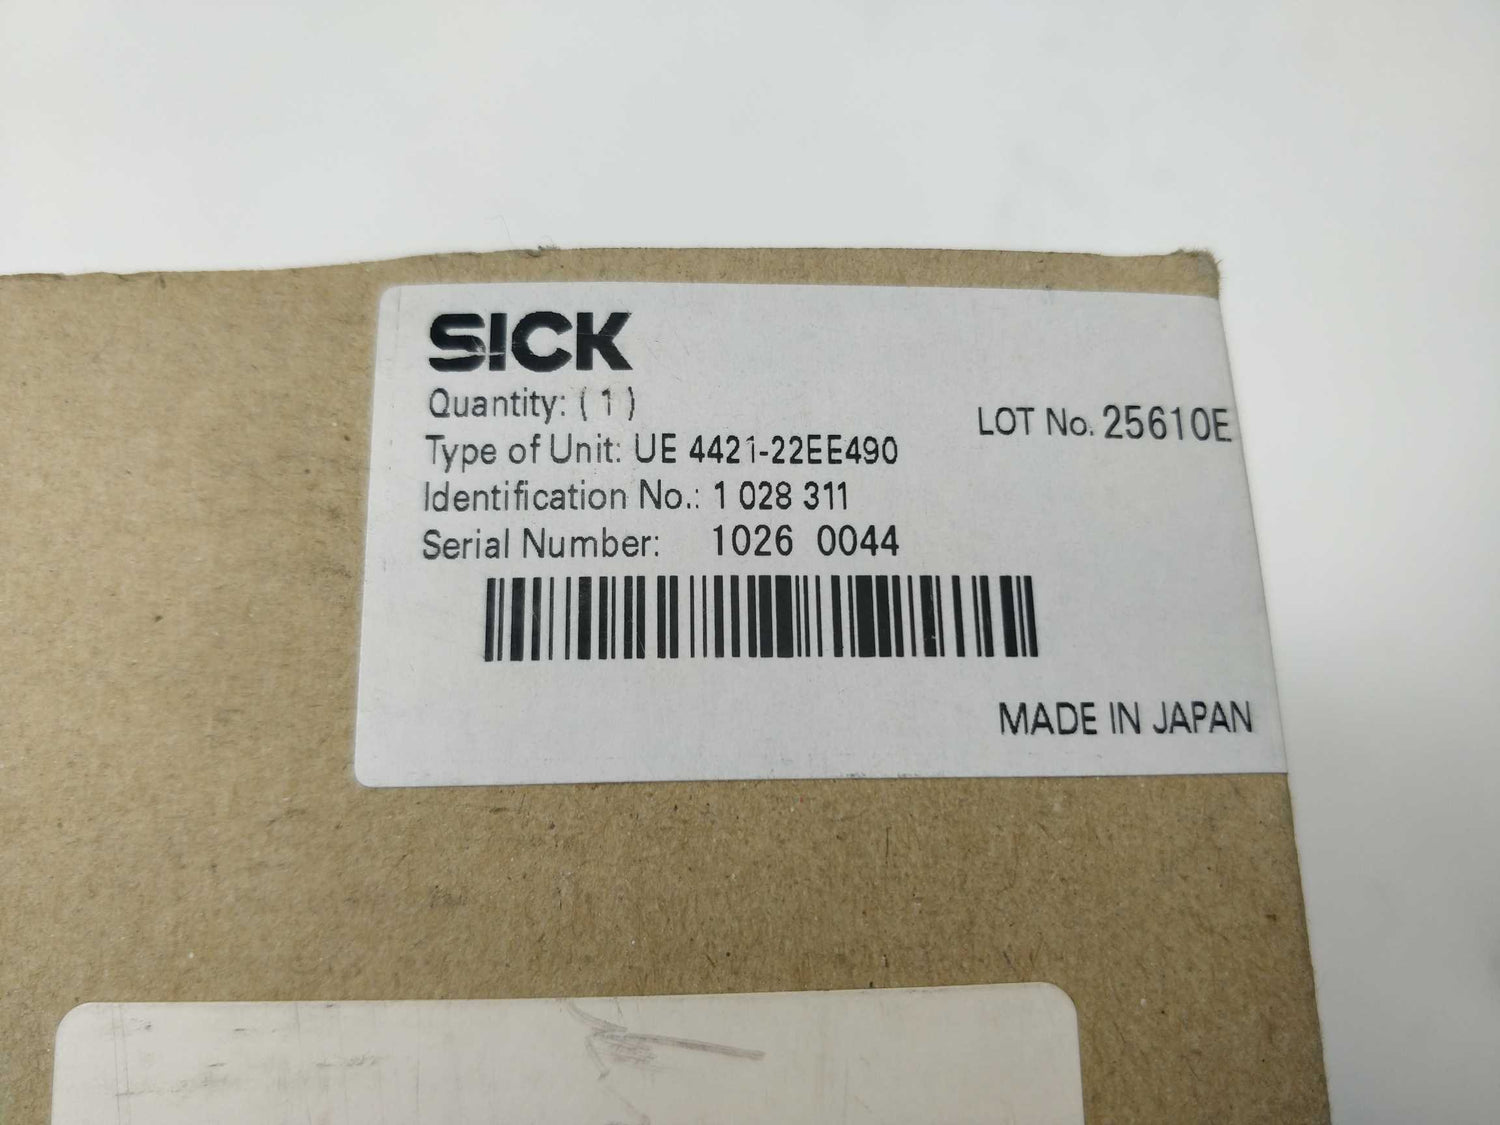 SICK
Quantity: ( 1 )
LOT No. 25610E
Type of Unit: UE 4421-22EE490
Identification No.: 1 028 311
Serial Number: 1026 0044
MADE IN JAPAN